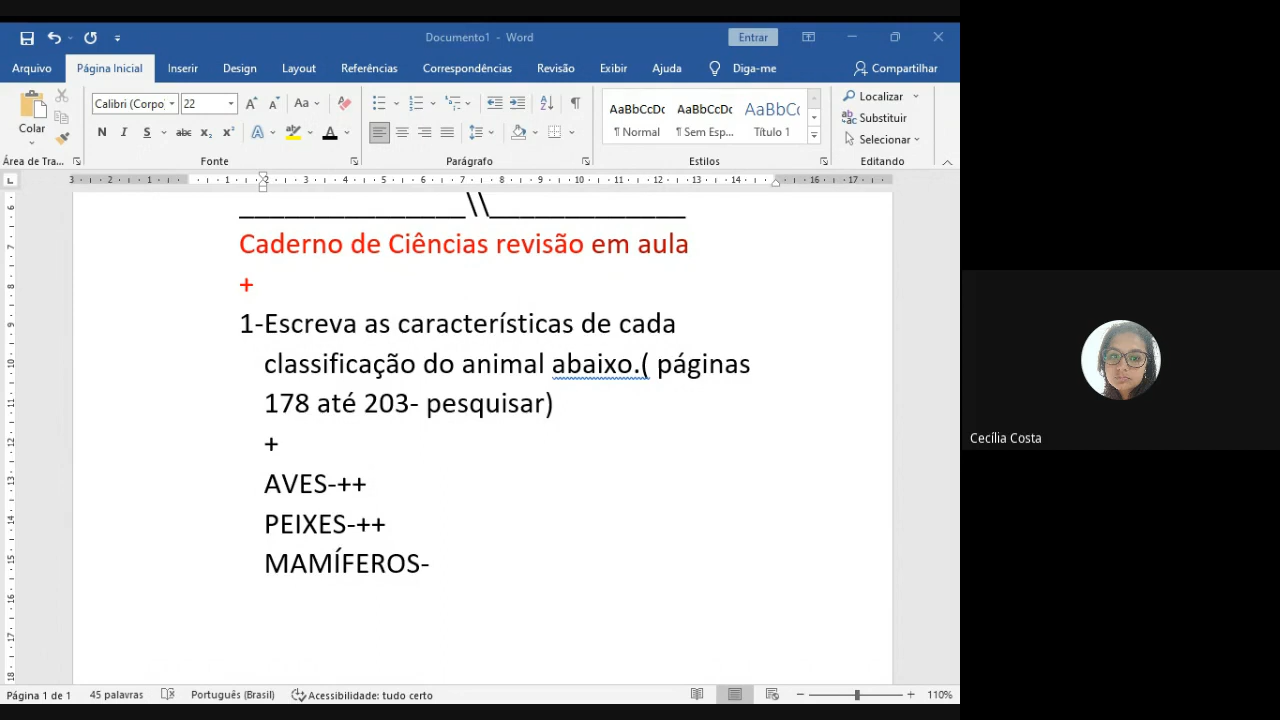 Documento1 - Word
Entrar
Arquivo
Página Inicial
Inserir
Design
Layout
Referências
Correspondências
Revisão
Exibir
Ajuda
Diga-me
Compartilhar
Colar
Calibri (Corpo
22
Aa
AaBbCcDc
AaBbCcDc
AaBbCc
¶ Normal
¶ Sem Esp...
Título 1
Localizar
Substituir
Selecionar
Área de Tra...
Fonte
Parágrafo
Estilos
Editando
_______________\\_____________
Caderno de Ciências revisão em aula
+
1-Escreva as características de cada
classificação do animal abaixo.( páginas
178 até 203- pesquisar)
+
AVES-++
PEIXES-++
MAMÍFEROS-
Cecília Costa
Página 1 de 1
45 palavras
Português (Brasil)
Acessibilidade: tudo certo
110%